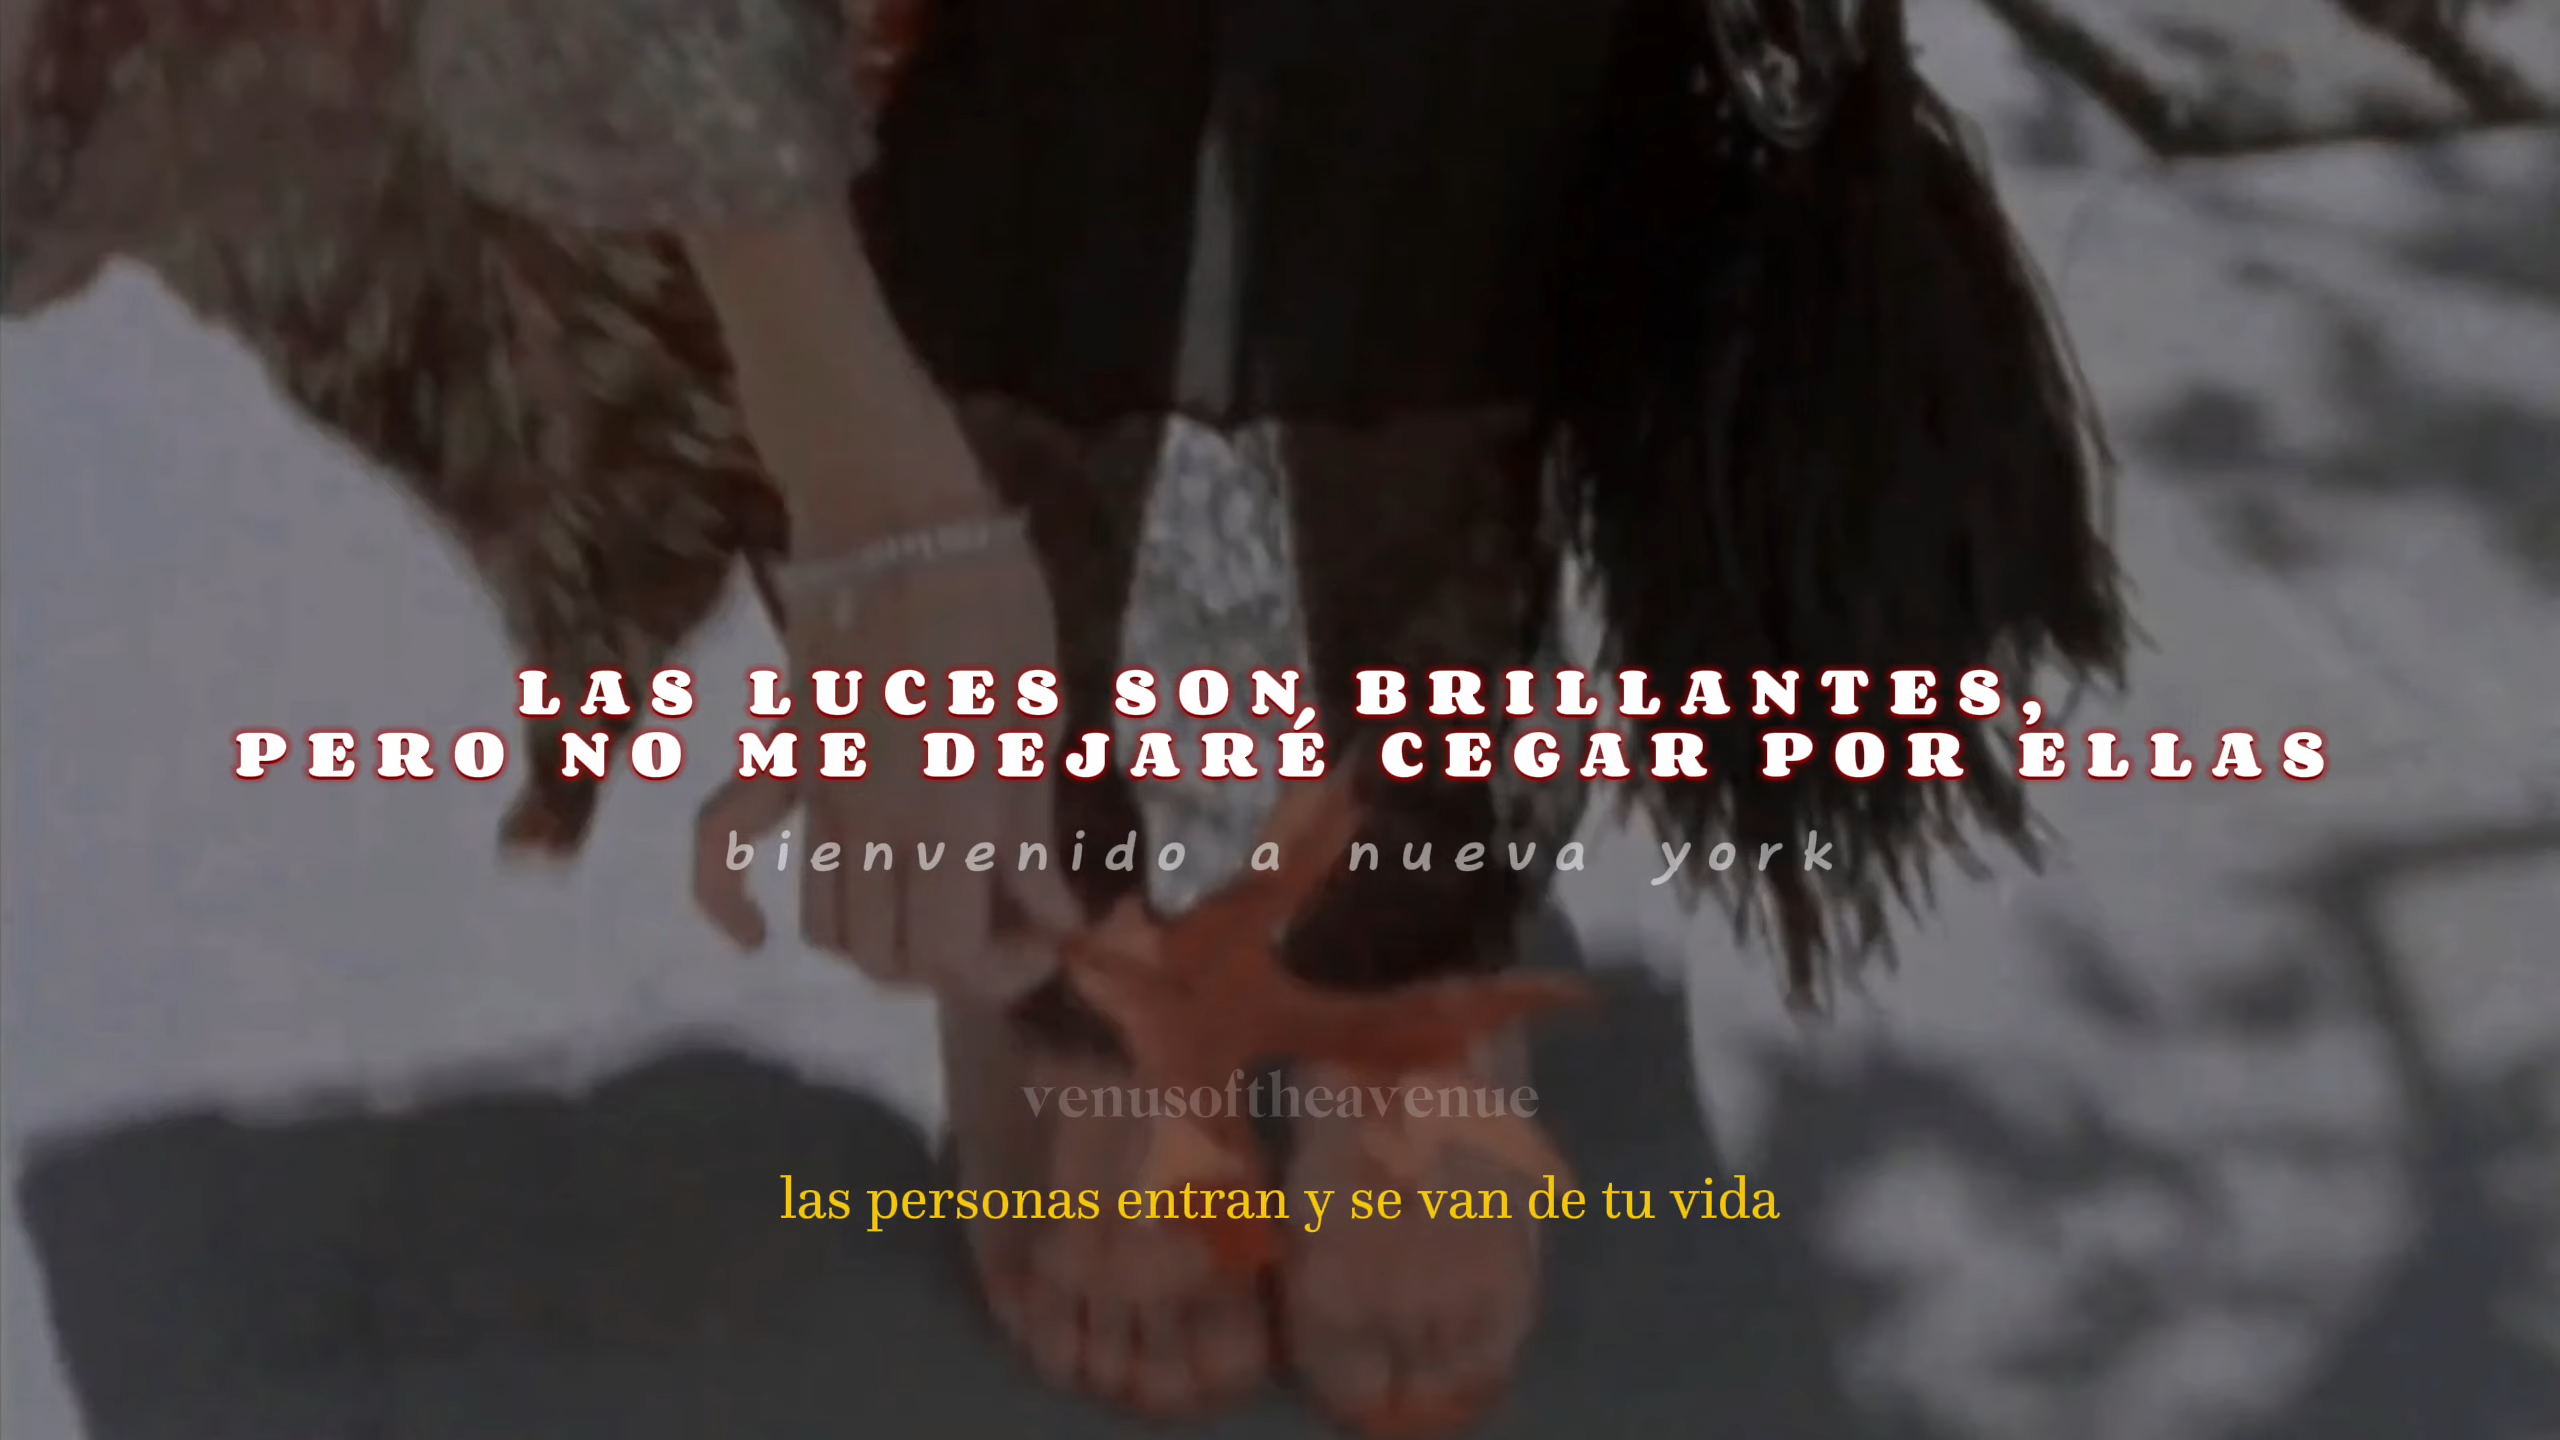 LAS LUCES SON BRILLANTES,
PERO NO ME DEJARÉ CEGAR POR ELLAS
bienvenido a nueva york
venusoftheavenue
las personas entran y se van de tu vida